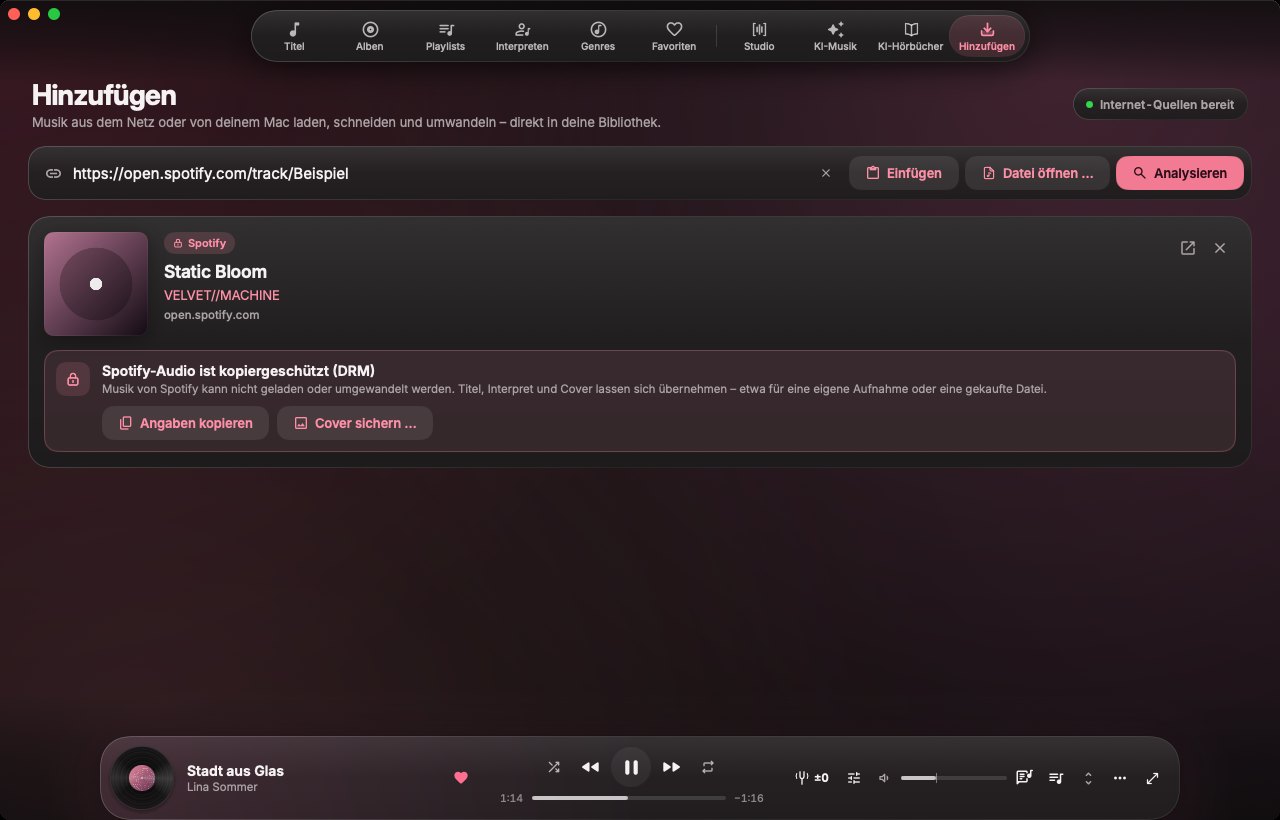 Titel
Alben
Playlists
Interpreten
Genres
Favoriten
Studio
KI-Musik
KI-Hörbücher
Hinzufügen
Hinzufügen
Musik aus dem Netz oder von deinem Mac laden, schneiden und umwandeln – direkt in deine Bibliothek.
Internet-Quellen bereit
https://open.spotify.com/track/Beispiel
Einfügen
Datei öffnen ...
Analysieren
Spotify
Static Bloom
VELVET//MACHINE
open.spotify.com
Spotify-Audio ist kopiergeschützt (DRM)
Musik von Spotify kann nicht geladen oder umgewandelt werden. Titel, Interpret und Cover lassen sich übernehmen – etwa für eine eigene Aufnahme oder eine gekaufte Datei.
Angaben kopieren
Cover sichern ...
Stadt aus Glas
Lina Sommer
1:14
−1:16
±0